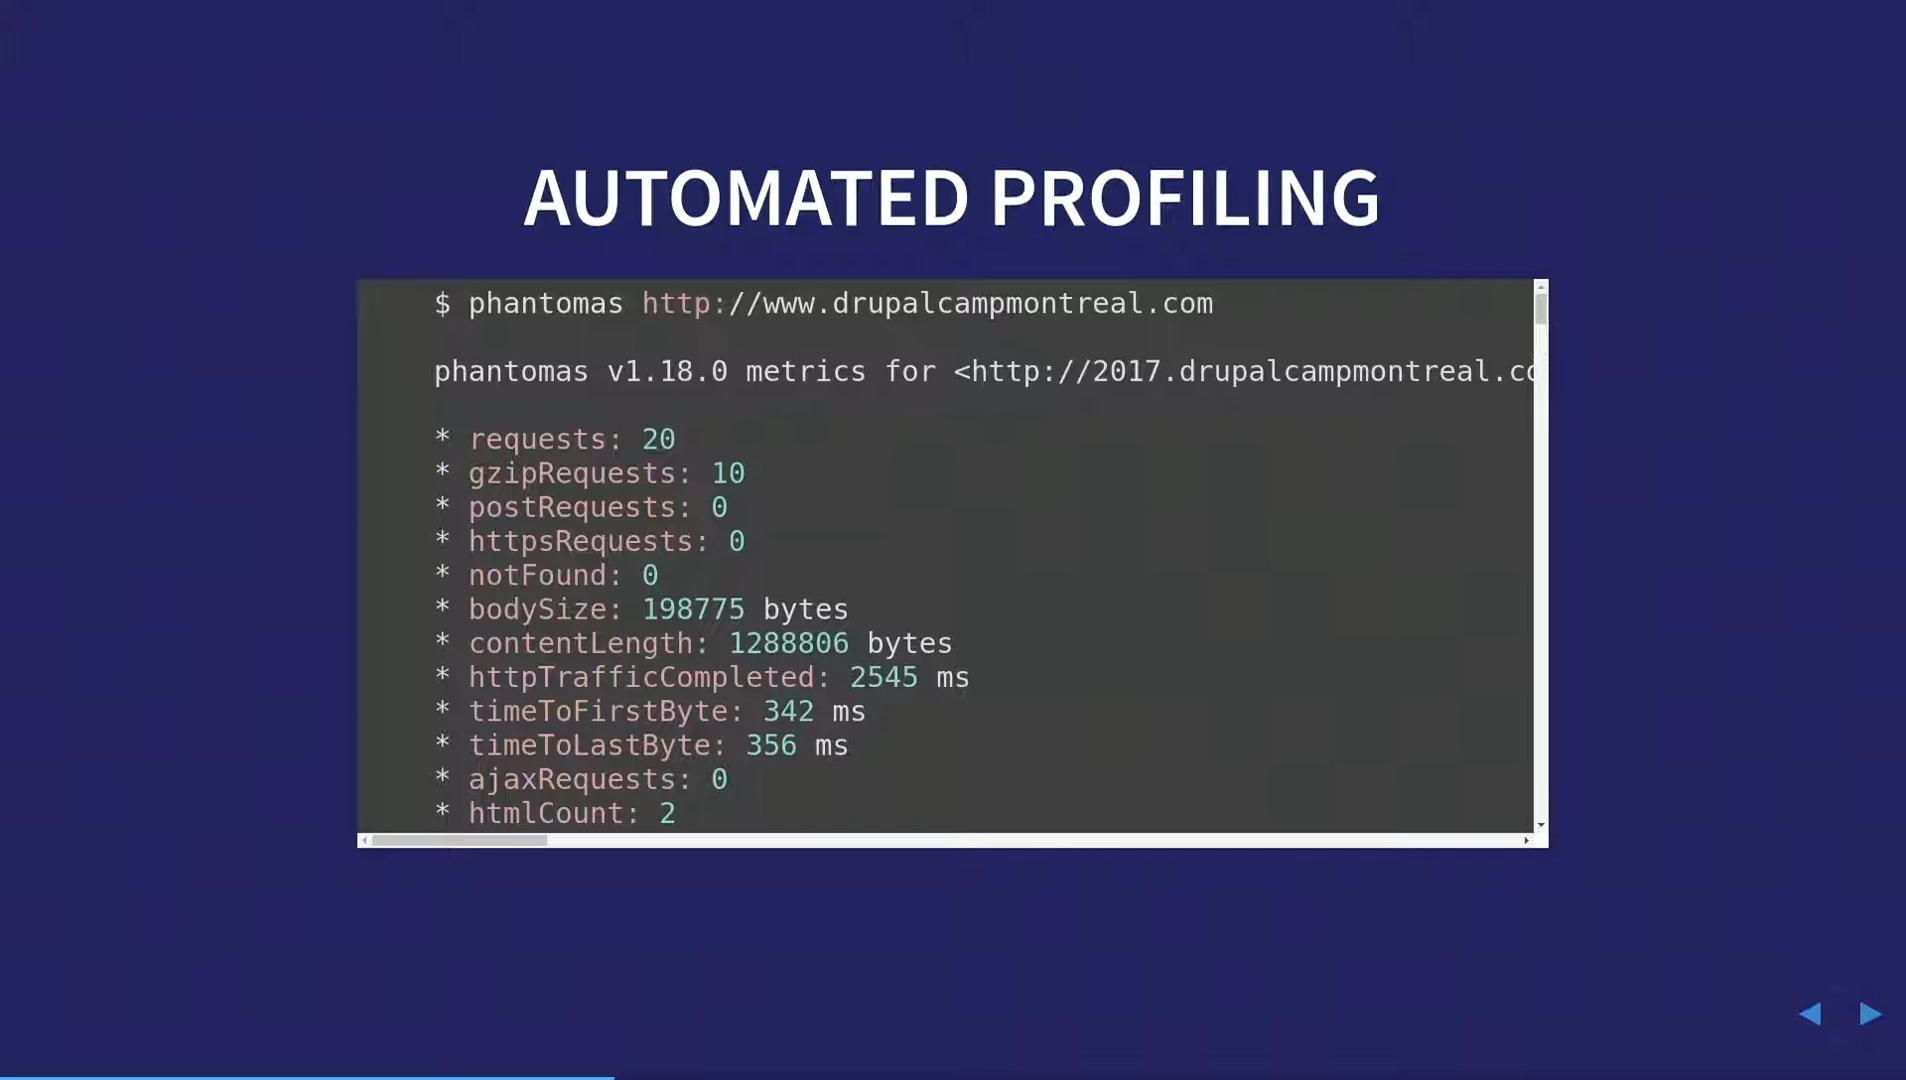 AUTOMATED PROFILING
$ phantomas http://www.drupalcampmontreal.com
phantomas v1.18.0 metrics for <http://2017.drupalcampmontreal.co
* requests: 20
* gzipRequests: 10
* postRequests: 0
* httpsRequests: 0
* notFound: 0
* bodySize: 198775 bytes
* contentLength: 1288806 bytes
* httpTrafficCompleted: 2545 ms
* timeToFirstByte: 342 ms
* timeToLastByte: 356 ms
* ajaxRequests: 0
* htmlCount: 2